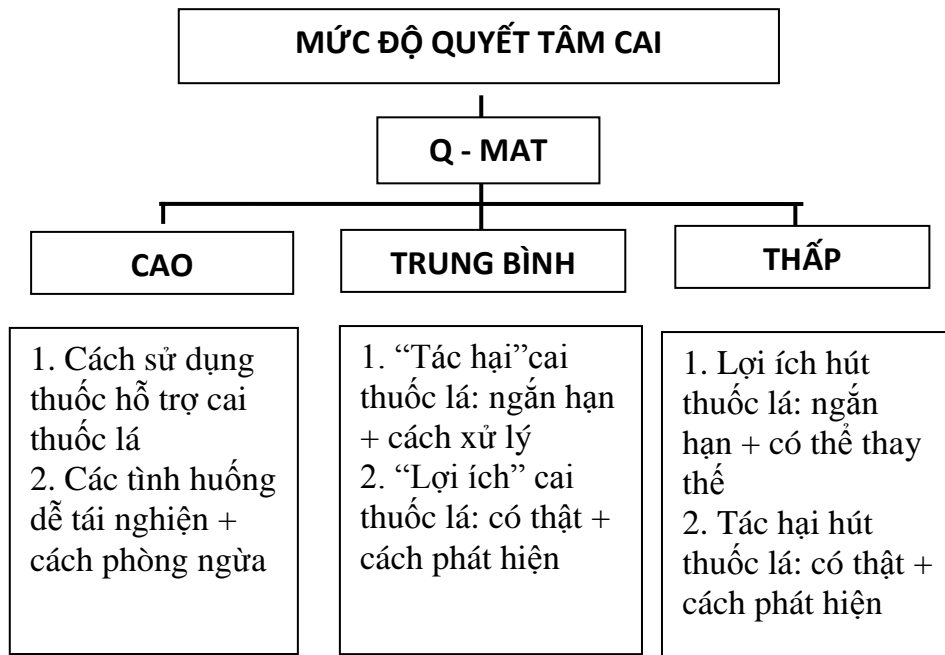 MỨC ĐỘ QUYẾT TÂM CAI
Q - MAT
CAO
TRUNG BÌNH
THẤP
1. Cách sử dụng
thuốc hỗ trợ cai
thuốc lá
2. Các tình huống
dễ tái nghiện +
cách phòng ngừa
1. “Tác hại”cai
thuốc lá: ngắn hạn
+ cách xử lý
2. “Lợi ích” cai
thuốc lá: có thật +
cách phát hiện
1. Lợi ích hút
thuốc lá: ngắn
hạn + có thể thay
thế
2. Tác hại hút
thuốc lá: có thật +
cách phát hiện